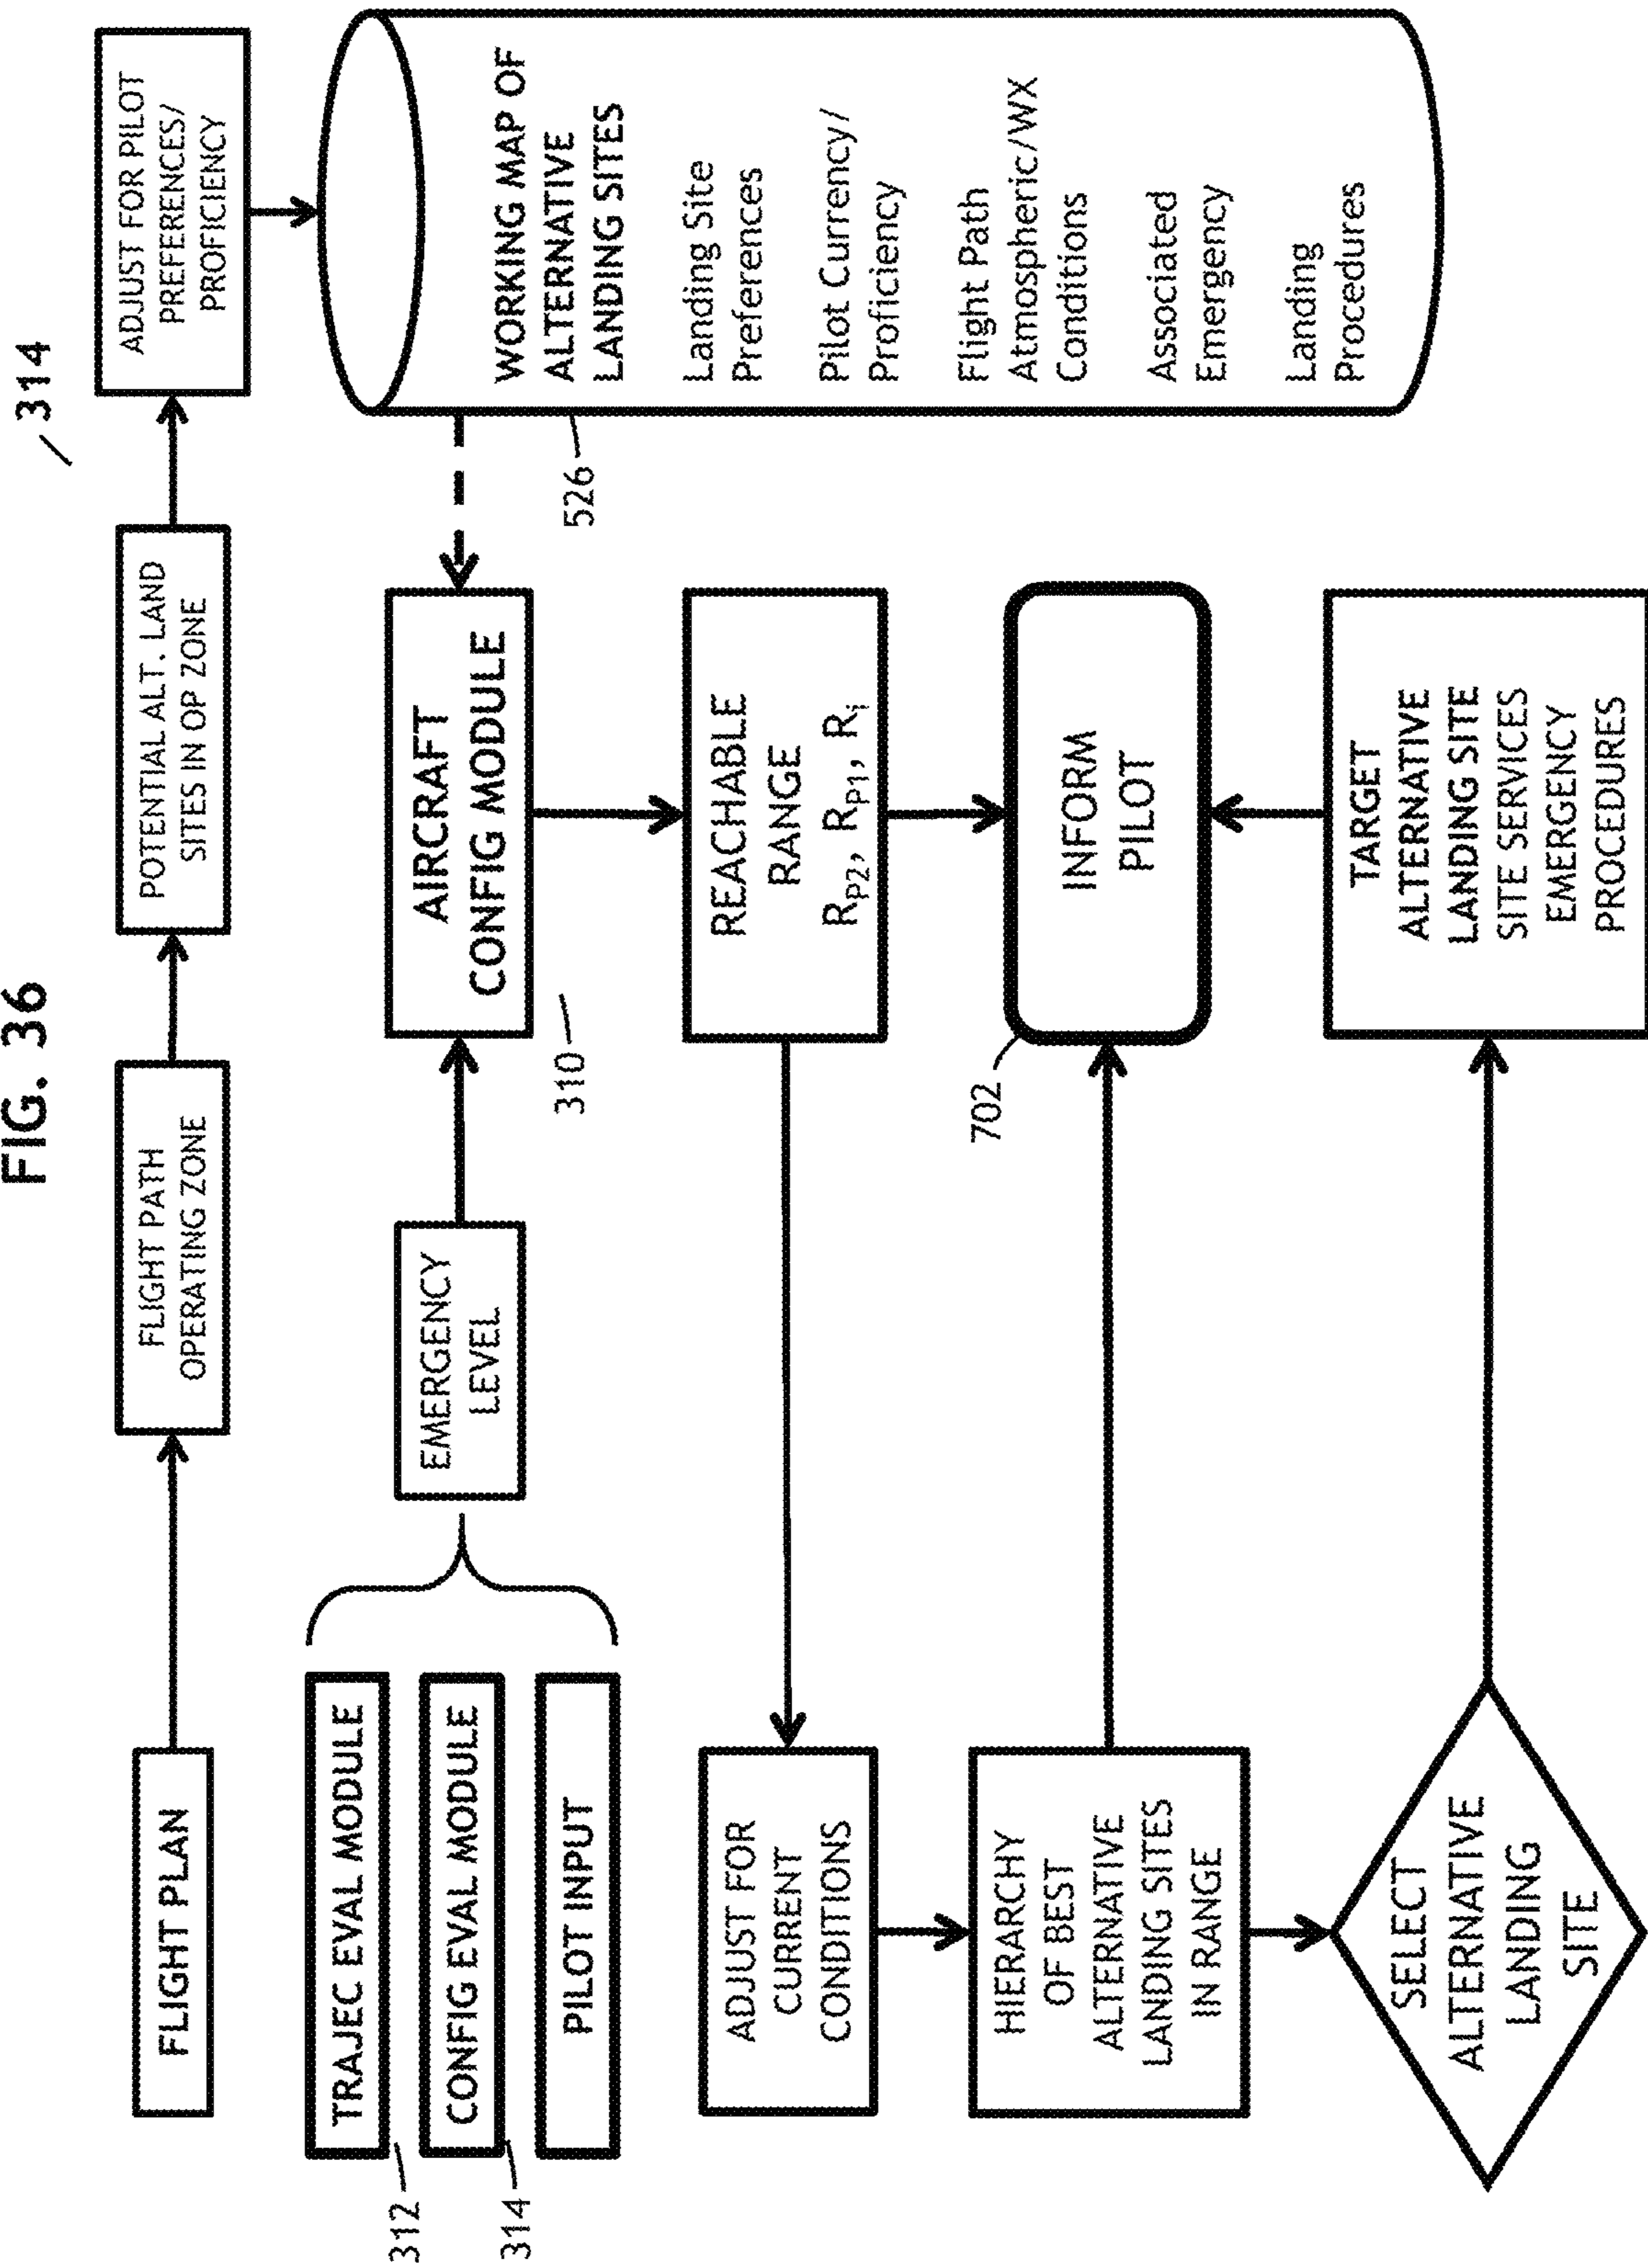 FIG. 36
314
FLIGHT PLAN
FLIGHT PATH
OPERATING ZONE
POTENTIAL ALT. LAND
SITES IN OP ZONE
ADJUST FOR PILOT
PREFERENCES/
PROFICIENCY
312
TRAJEC EVAL MODULE
314
CONFIG EVAL MODULE
PILOT INPUT
EMERGENCY
LEVEL
AIRCRAFT
CONFIG MODULE
310
526
WORKING MAP OF
ALTERNATIVE
LANDING SITES
Landing Site
Preferences
Pilot Currency/
Proficiency
Flight Path
Atmospheric/WX
Conditions
Associated
Emergency
Landing
Procedures
ADJUST FOR
CURRENT
CONDITIONS
REACHABLE
RANGE
RP2, RP1, Ri
HIERARCHY
OF BEST
ALTERNATIVE
LANDING SITES
IN RANGE
702
INFORM
PILOT
SELECT
ALTERNATIVE
LANDING
SITE
TARGET
ALTERNATIVE
LANDING SITE
SITE SERVICES
EMERGENCY
PROCEDURES